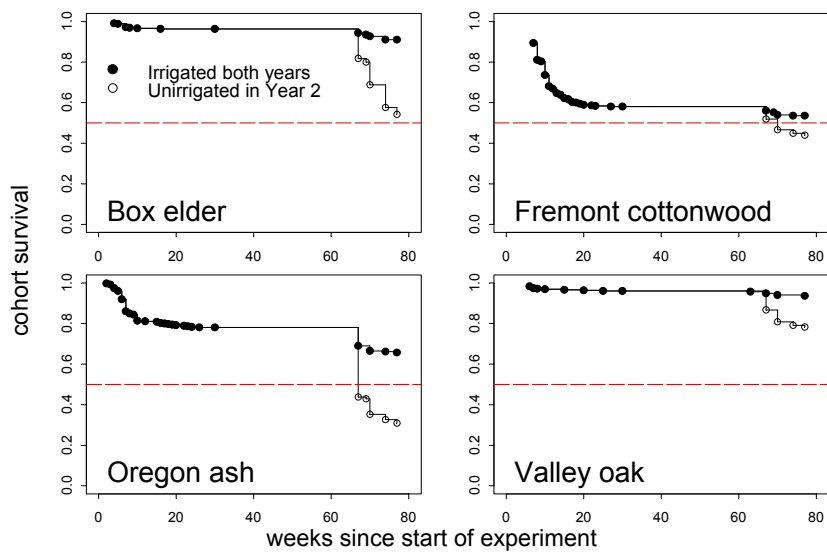 1.0
0.8
0.6
0.4
0.2
0.0
Irrigated both years
Unirrigated in Year 2
Box elder
0 20 40 60 80
1.0
0.8
0.6
0.4
0.2
0.0
Fremont cottonwood
0 20 40 60 80
cohort survival
1.0
0.8
0.6
0.4
0.2
0.0
Oregon ash
0 20 40 60 80
1.0
0.8
0.6
0.4
0.2
0.0
Valley oak
0 20 40 60 80
weeks since start of experiment